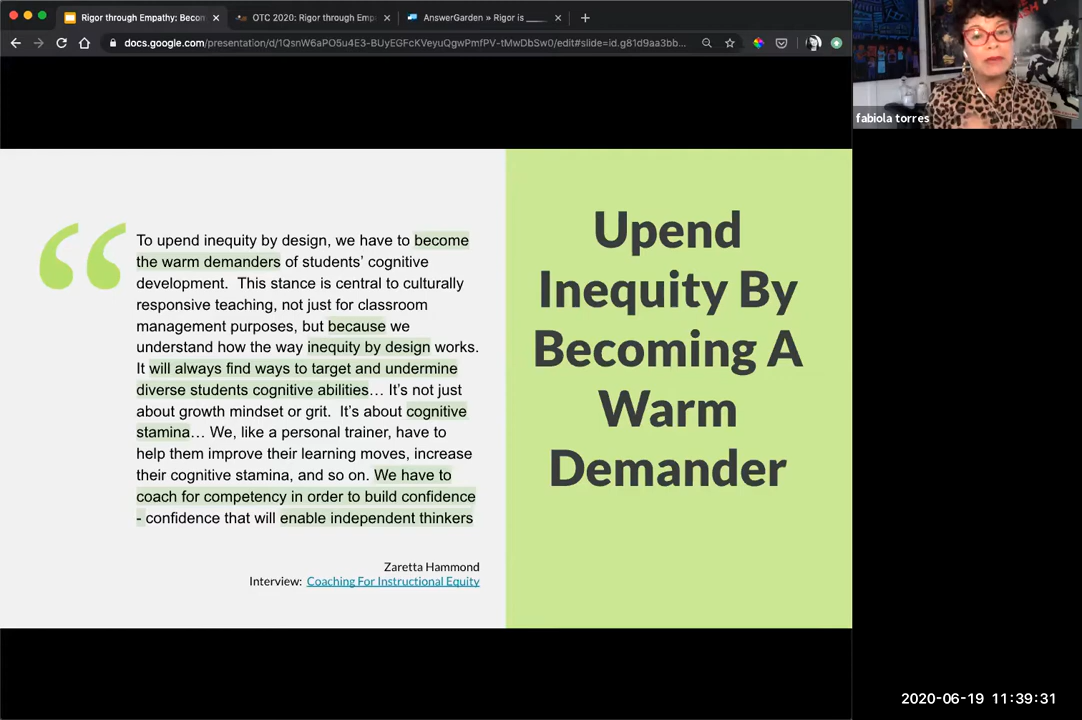 Rigor through Empathy: Becon
OTC 2020: Rigor through Emp
AnswerGarden » Rigor is ____
docs.google.com/presentation/d/1QsnW6aPO5u4E3-BUyEGFcKVeyuQgwPmfPV-tMwDbSw0/edit#slide=id.g81d9aa3bb...
fabiola torres
To upend inequity by design, we have to become
the warm demanders of students’ cognitive
development. This stance is central to culturally
responsive teaching, not just for classroom
management purposes, but because we
understand how the way inequity by design works.
It will always find ways to target and undermine
diverse students cognitive abilities… It’s not just
about growth mindset or grit. It’s about cognitive
stamina… We, like a personal trainer, have to
help them improve their learning moves, increase
their cognitive stamina, and so on. We have to
coach for competency in order to build confidence
- confidence that will enable independent thinkers
Zaretta Hammond
Interview: Coaching For Instructional Equity
Upend
Inequity By
Becoming A
Warm
Demander
2020-06-19 11:39:31